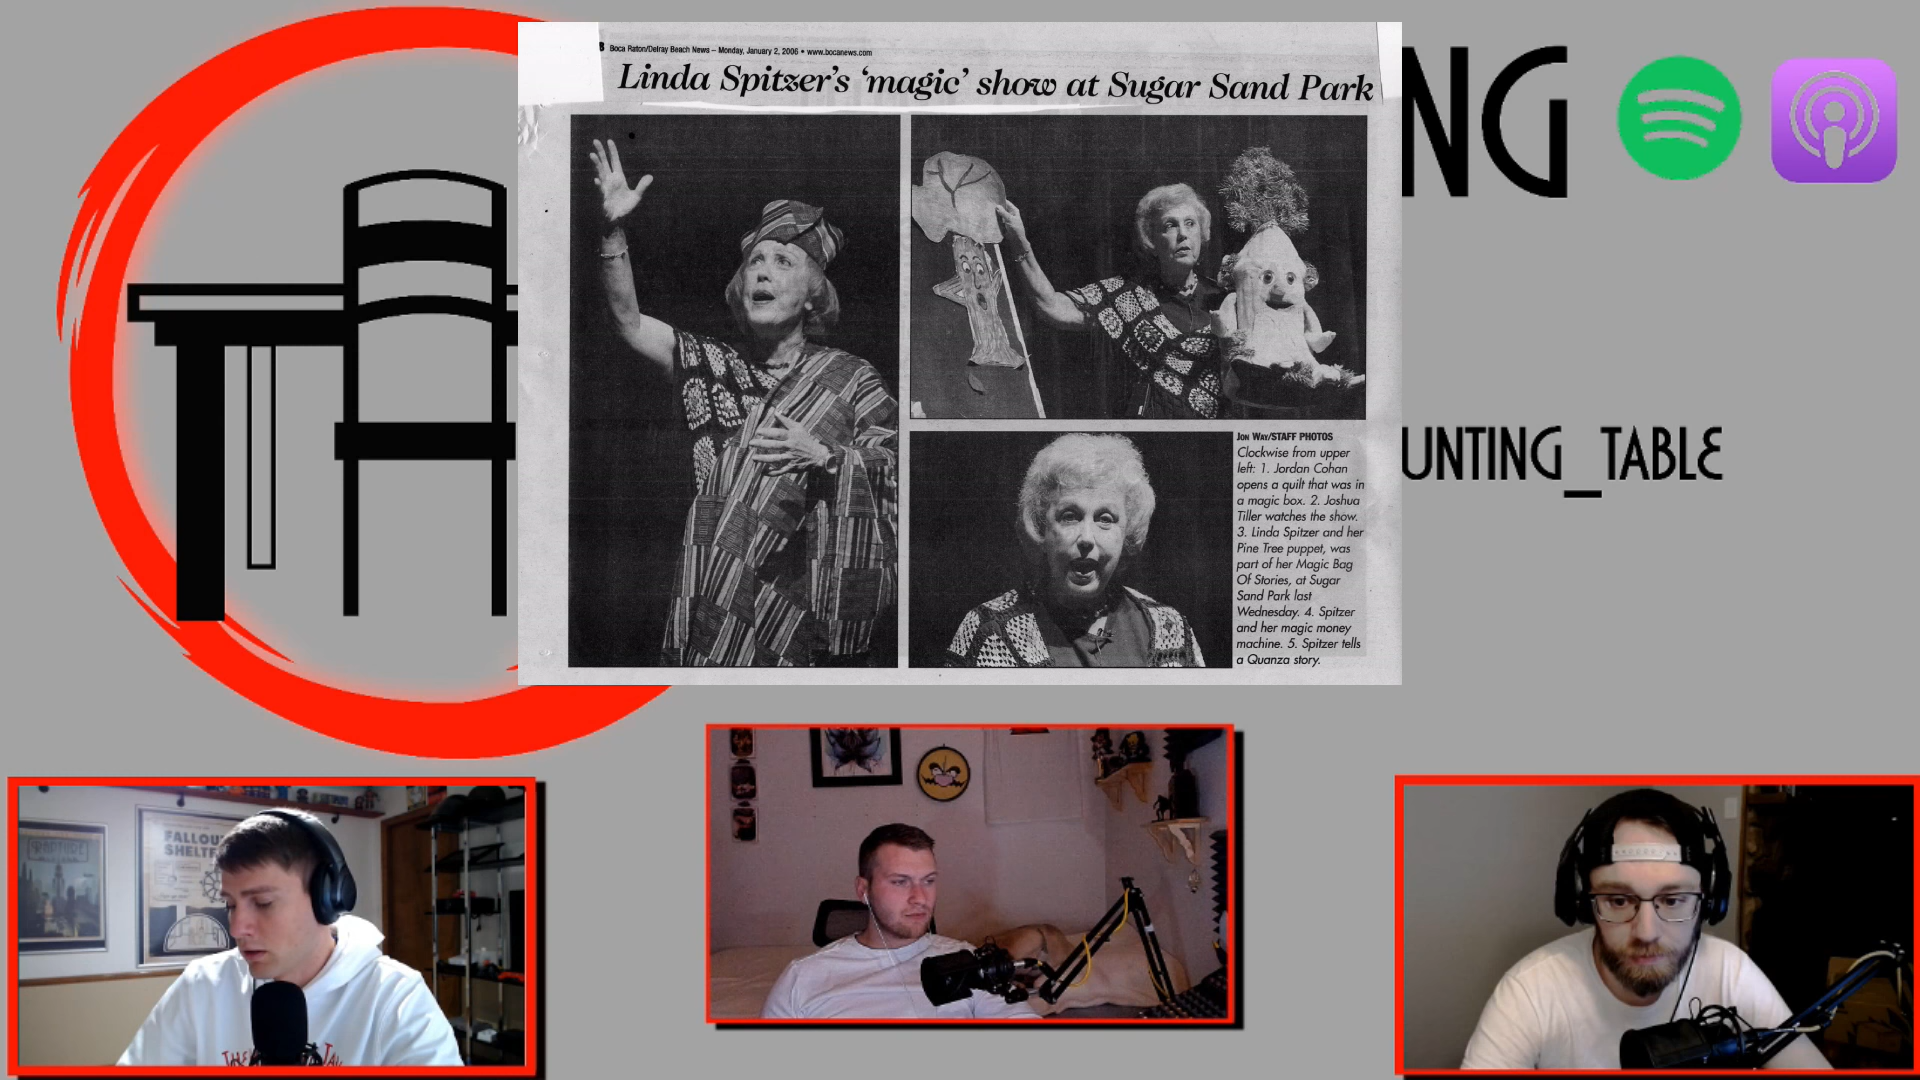 B Boca Raton/Delray Beach News – Monday, January 2, 2006 • www.bocanews.com
Linda Spitzer's 'magic' show at Sugar Sand Park
NG
JON WAY/STAFF PHOTOS
Clockwise from upper
left: 1. Jordan Cohan
opens a quilt that was in
a magic box. 2. Joshua
Tiller watches the show.
3. Linda Spitzer and her
Pine Tree puppet, was
part of her Magic Bag
Of Stories, at Sugar
Sand Park last
Wednesday. 4. Spitzer
and her magic money
machine. 5. Spitzer tells
a Quanza story.
UNTING_TABLE
RAPTURE
FALLOU
SHELT
THE